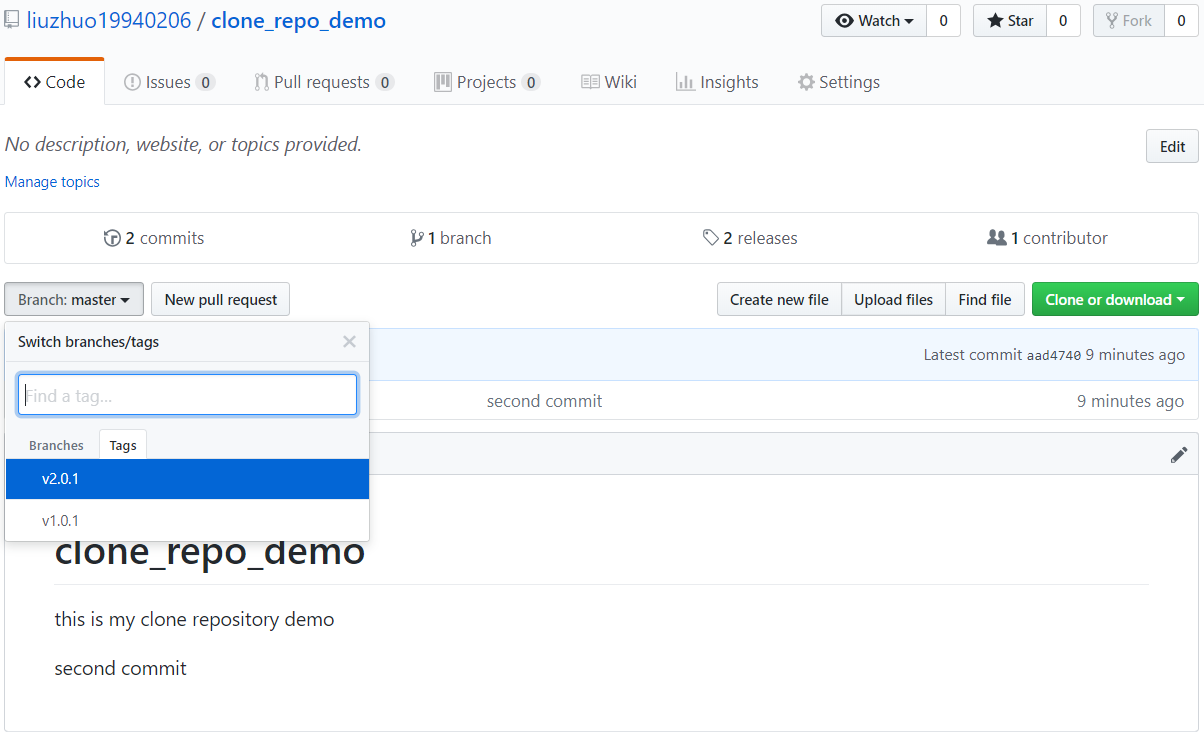 liuzhuo19940206 / clone_repo_demo Watch 0 Star 0 Fork 0
Code Issues 0 Pull requests 0 Projects 0 Wiki Insights Settings
No description, website, or topics provided. Edit
Manage topics
2 commits 1 branch 2 releases 1 contributor
Branch: master New pull request Create new file Upload files Find file Clone or download
Switch branches/tags
Latest commit aad4740 9 minutes ago
Find a tag...
second commit 9 minutes ago
Branches Tags
v2.0.1
v1.0.1
clone_repo_demo
this is my clone repository demo
second commit